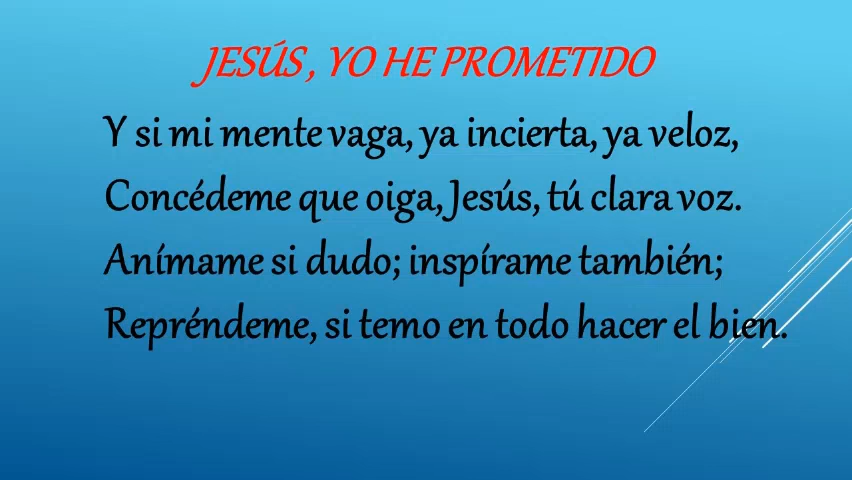 JESÚS , YO HE PROMETIDO
Y si mi mente vaga, ya incierta, ya veloz,
Concédeme que oiga, Jesús, tú clara voz.
Anímame si dudo; inspírame también;
Repréndeme, si temo en todo hacer el bien.